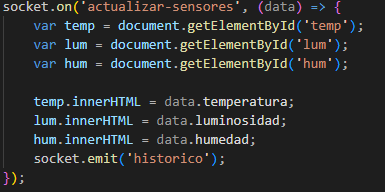 socket.on('actualizar-sensores', (data) => {
    var temp = document.getElementById('temp');
    var lum = document.getElementById('lum');
    var hum = document.getElementById('hum');

    temp.innerHTML = data.temperatura;
    lum.innerHTML = data.luminosidad;
    hum.innerHTML = data.humedad;
    socket.emit('historico');
});